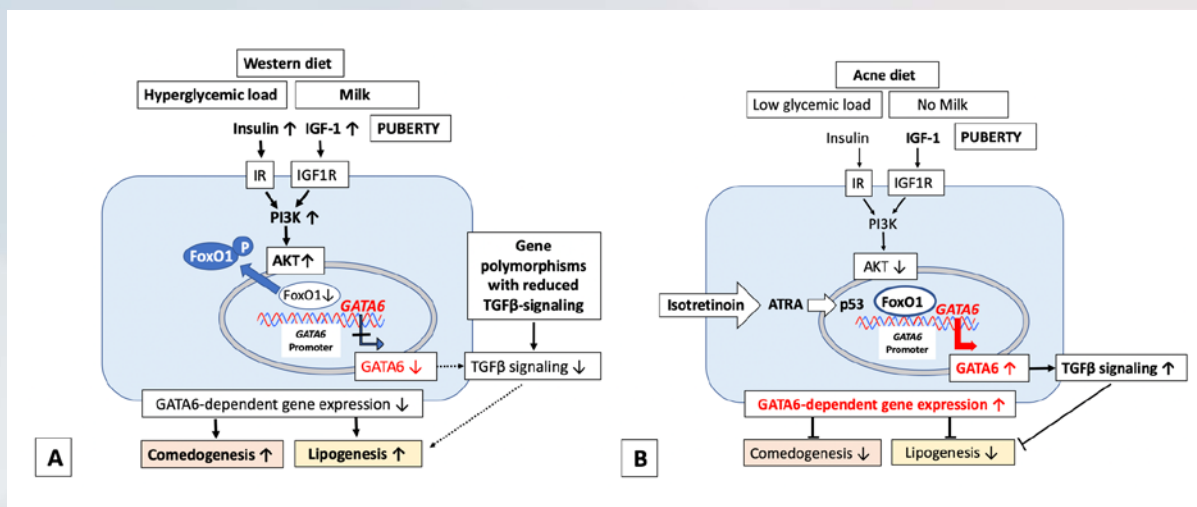 Western diet
Hyperglycemic load
Milk
Insulin ↑ IGF-1 ↑
PUBERTY
IR
IGF1R
PI3K ↑
FoxO1
P
AKT↑
FoxO1↓
GATA6
GATA6
Promoter
GATA6 ↓
Gene
polymorphisms
with reduced
TGFβ-signaling
TGFβ signaling ↓
GATA6-dependent gene expression ↓
Comedogenesis ↑
Lipogenesis ↑
A
Acne diet
Low glycemic load
No Milk
Insulin
IGF-1
PUBERTY
IR
IGF1R
PI3K
AKT ↓
Isotretinoin
ATRA
p53
FoxO1
GATA6
GATA6
Promoter
GATA6 ↑
TGFβ signaling ↑
GATA6-dependent gene expression ↑
Comedogenesis ↓
Lipogenesis ↓
B